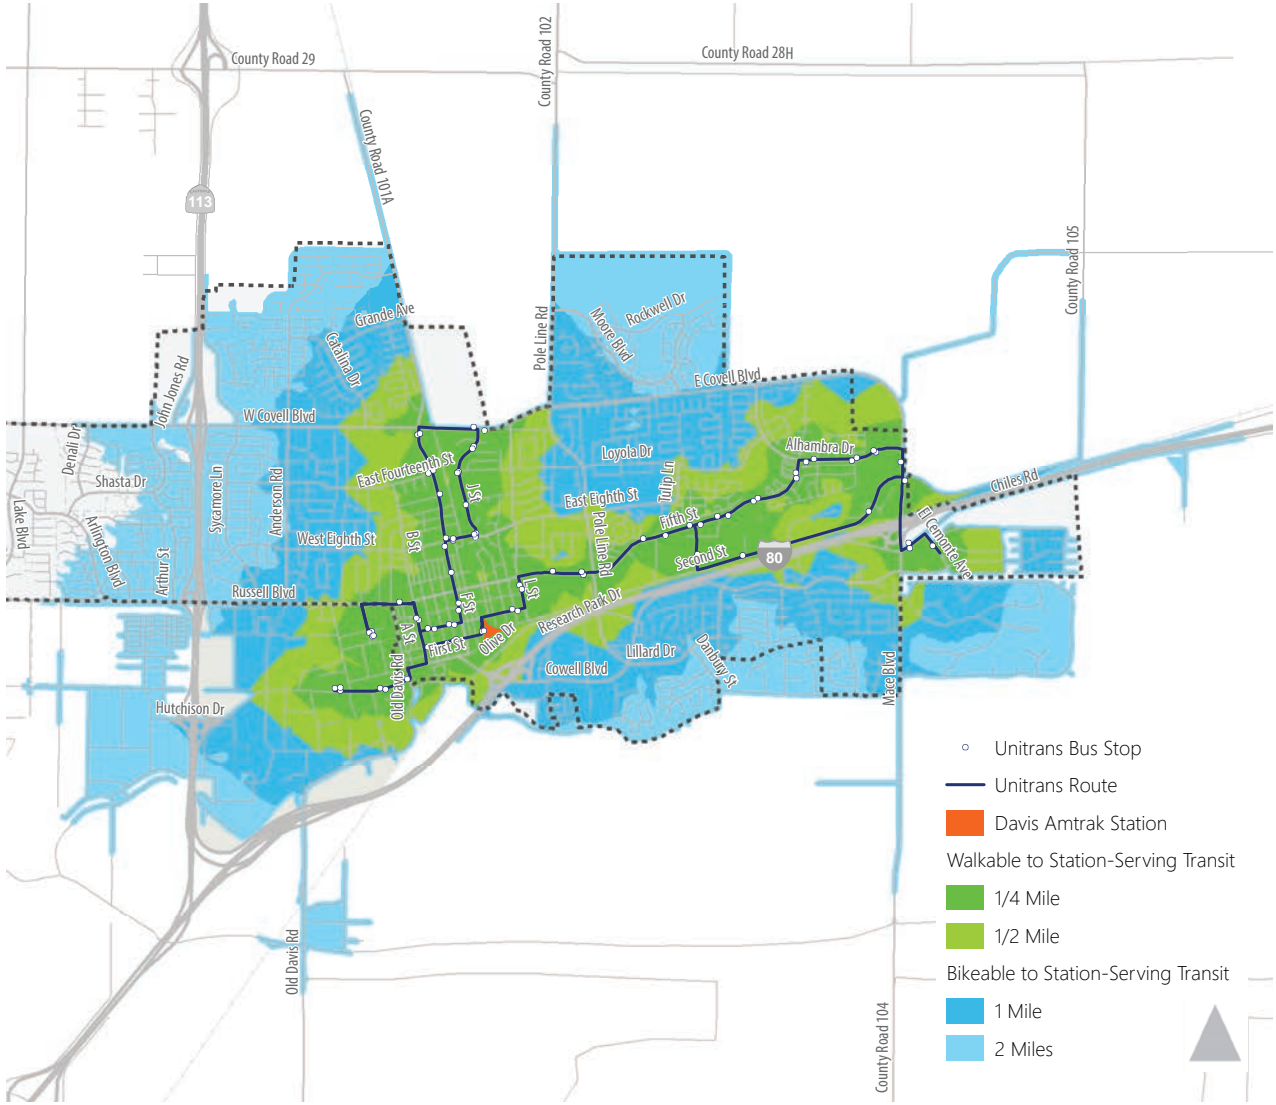 County Road 29
County Road 102
County Road 28H
County Road 101A
113
County Road 105
Grande Ave
Rockwell Dr
Moore Blvd
Pole Line Rd
Catalina Dr
John Jones Rd
E Covell Blvd
W Covell Blvd
Denali Dr
Shasta Dr
Sycamore Ln
Anderson Rd
East Fourteenth St
J St
Loyola Dr
Alhambra Dr
Tulip Ln
East Eighth St
Chiles Rd
Lake Blvd
Arlington Blvd
Arthur St
West Eighth St
B St
Pole Line Rd
Fifth St
Second St
80
El Cemonte Ave
Russell Blvd
F St
L St
A St
First St
Olive Dr
Research Park Dr
Cowell Blvd
Lillard Dr
Danbury St
Mace Blvd
Old Davis Rd
Hutchison Dr
Old Davis Rd
County Road 104
Unitrans Bus Stop
Unitrans Route
Davis Amtrak Station
Walkable to Station-Serving Transit
1/4 Mile
1/2 Mile
Bikeable to Station-Serving Transit
1 Mile
2 Miles